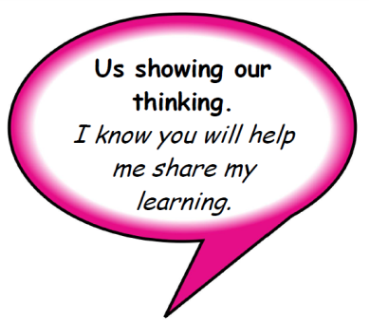 Us showing our
thinking.
I know you will help
me share my
learning.